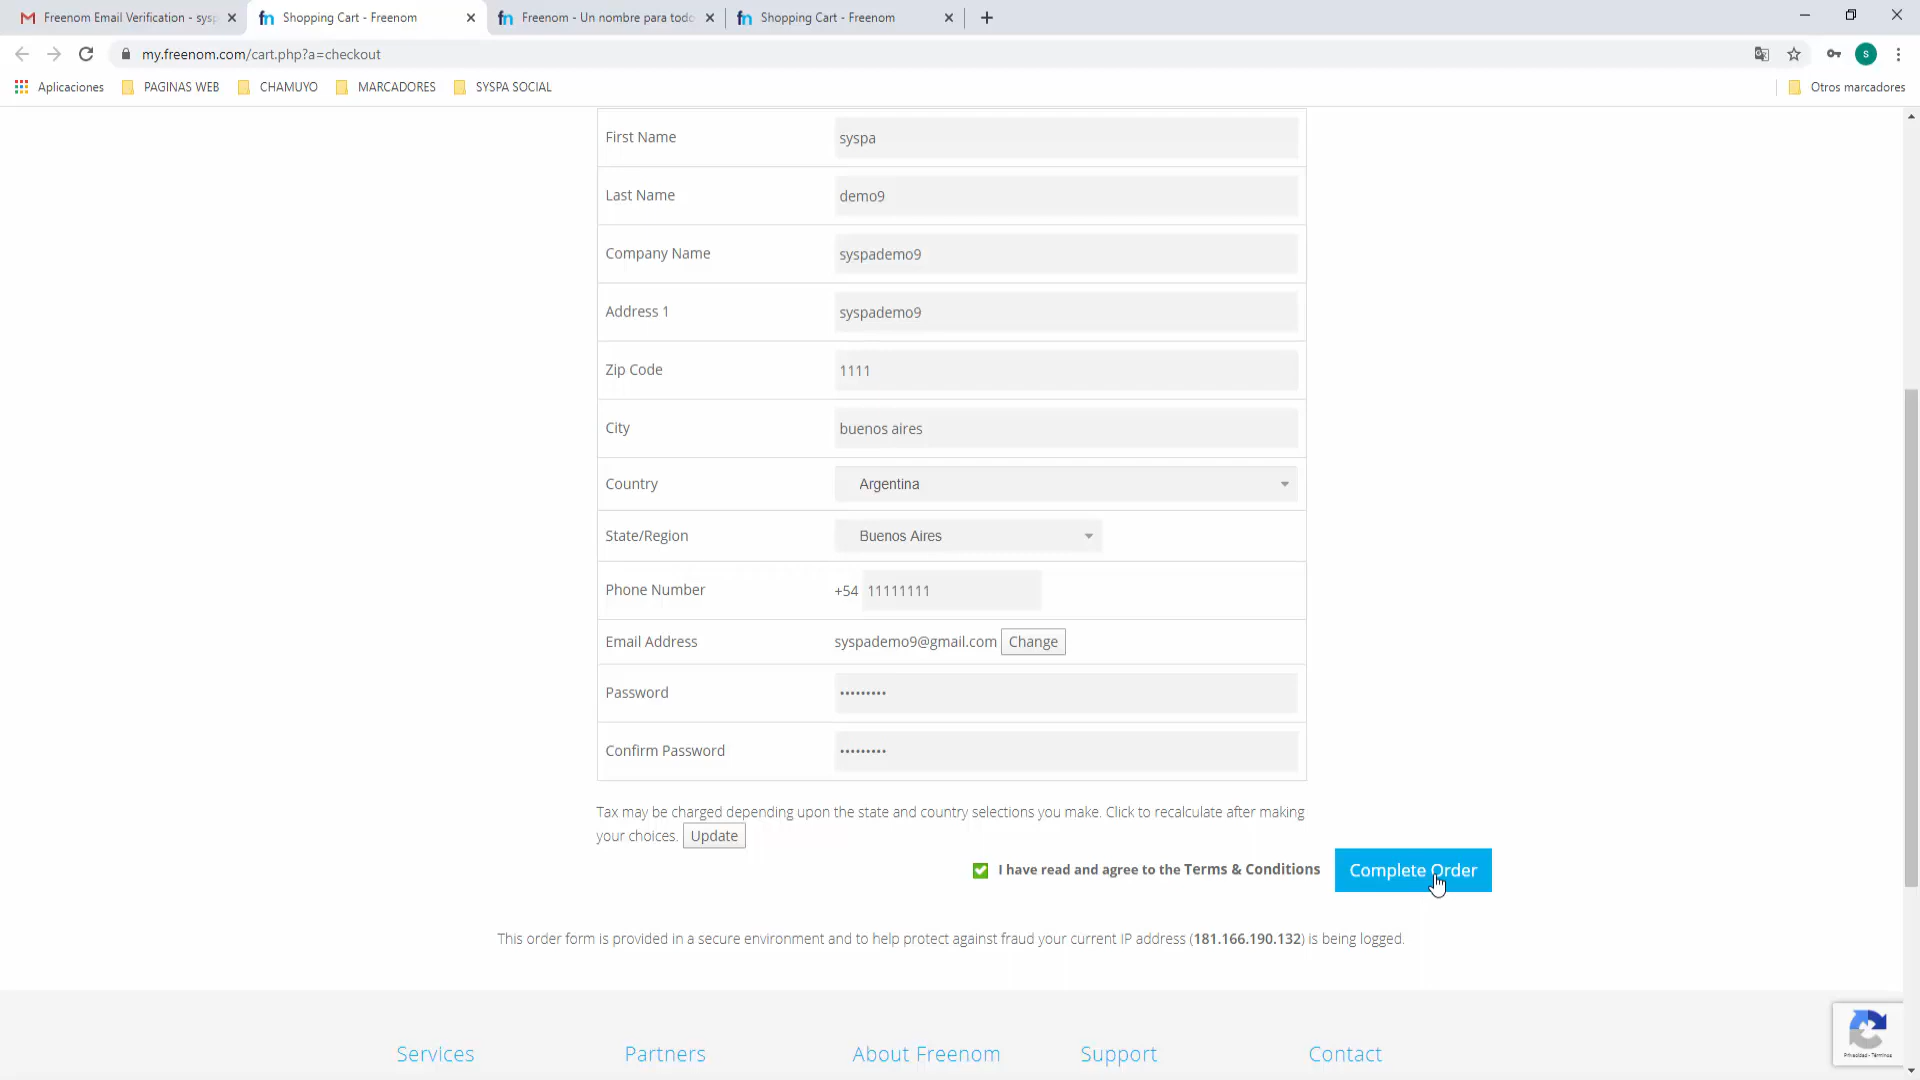 Freenom Email Verification - sysp
Shopping Cart - Freenom
Freenom - Un nombre para todo
Shopping Cart - Freenom
my.freenom.com/cart.php?a=checkout
S
Aplicaciones
PAGINAS WEB
CHAMUYO
MARCADORES
SYSPA SOCIAL
Otros marcadores
First Name syspa
Last Name demo9
Company Name syspademo9
Address 1 syspademo9
Zip Code 1111
City buenos aires
Country Argentina
State/Region Buenos Aires
Phone Number +54 11111111
Email Address syspademo9@gmail.com Change
Password •••••••••
Confirm Password •••••••••
Tax may be charged depending upon the state and country selections you make. Click to recalculate after making
your choices. Update
I have read and agree to the Terms & Conditions Complete Order
This order form is provided in a secure environment and to help protect against fraud your current IP address (181.166.190.132) is being logged.
Services Partners About Freenom Support Contact
Privacidad - Términos